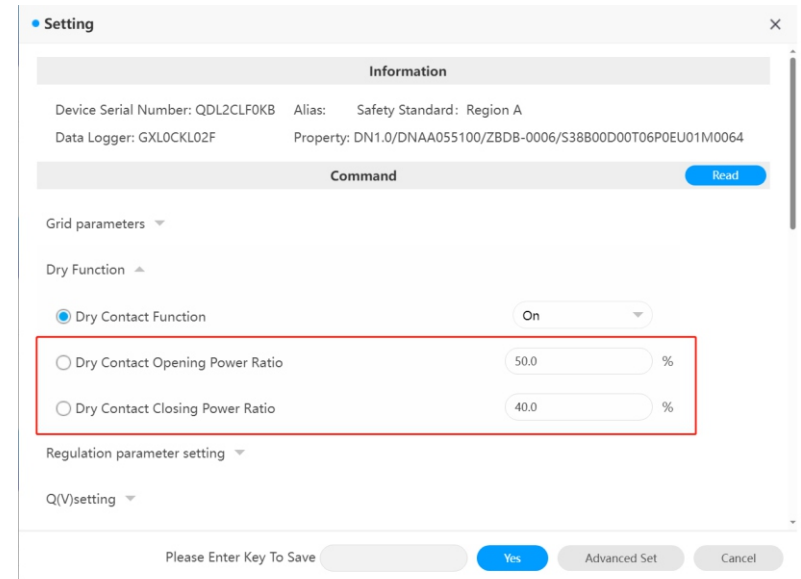 Setting
Information
Device Serial Number: QDL2CLF0KB Alias: Safety Standard: Region A
Data Logger: GXL0CKL02F Property: DN1.0/DNAA055100/ZBDB-0006/S38B00D00T06P0EU01M0064
Command Read
Grid parameters
Dry Function
Dry Contact Function On
Dry Contact Opening Power Ratio 50.0 %
Dry Contact Closing Power Ratio 40.0 %
Regulation parameter setting
Q(V)setting
Please Enter Key To Save Yes Advanced Set Cancel